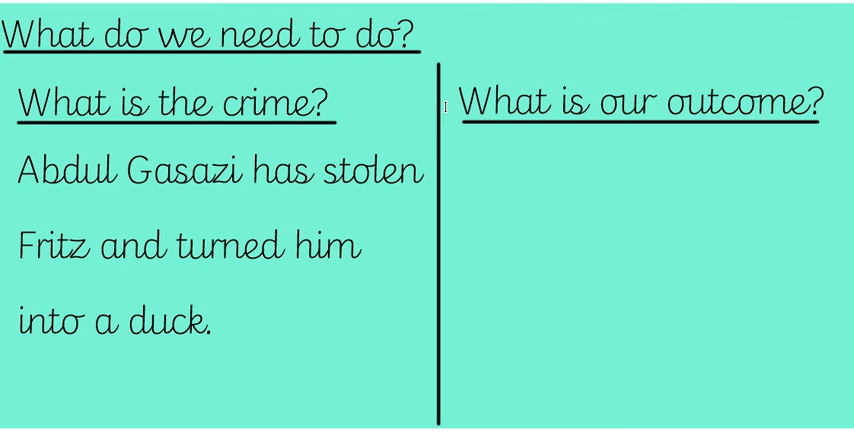 What do we need to do?
What is the crime?
Abdul Gasazi has stolen
Fritz and turned him
into a duck.
What is our outcome?